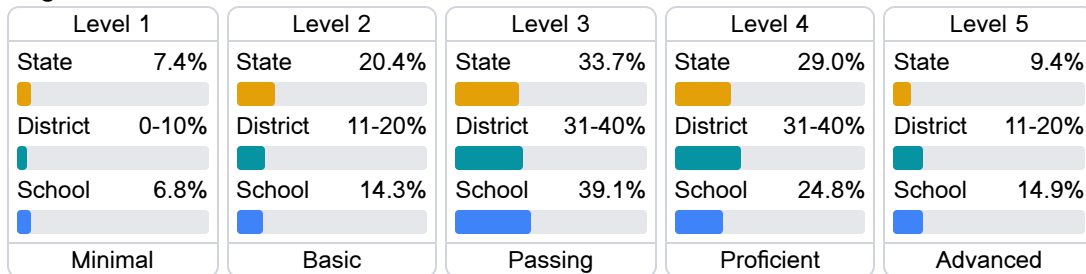 Level 1
State 7.4%
District 0-10%
School 6.8%
Minimal
Level 2
State 20.4%
District 11-20%
School 14.3%
Basic
Level 3
State 33.7%
District 31-40%
School 39.1%
Passing
Level 4
State 29.0%
District 31-40%
School 24.8%
Proficient
Level 5
State 9.4%
District 11-20%
School 14.9%
Advanced